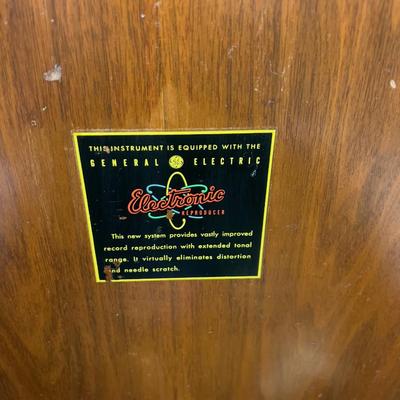 THIS INSTRUMENT IS EQUIPPED WITH THE
GENERAL GE ELECTRIC
Electronic
REPRODUCER
This new system provides vastly improved
record reproduction with extended tonal
range. It virtually eliminates distortion
and needle scratch.